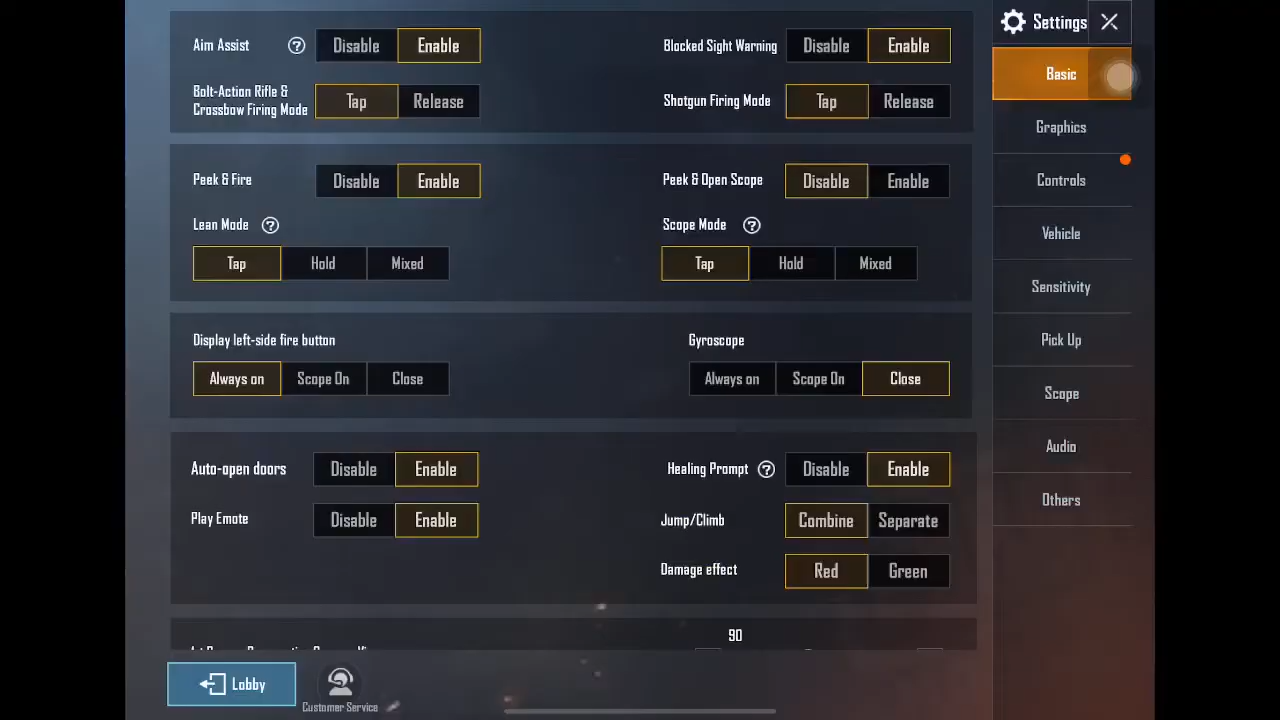 Settings
Aim Assist ? Disable Enable
Blocked Sight Warning Disable Enable
Basic
Bolt-Action Rifle &
Crossbow Firing Mode Tap Release
Shotgun Firing Mode Tap Release
Graphics
Peek & Fire Disable Enable
Peek & Open Scope Disable Enable
Controls
Lean Mode ?
Scope Mode ?
Vehicle
Tap Hold Mixed
Tap Hold Mixed
Sensitivity
Display left-side fire button
Gyroscope
Pick Up
Always on Scope On Close
Always on Scope On Close
Scope
Audio
Auto-open doors Disable Enable
Healing Prompt ? Disable Enable
Others
Play Emote Disable Enable
Jump/Climb Combine Separate
Damage effect Red Green
90
Lobby
Customer Service